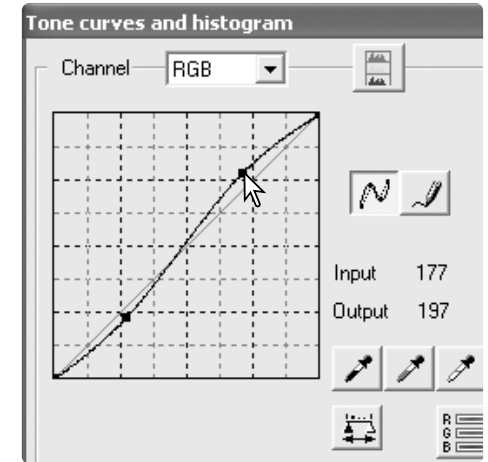 Tone curves and histogram
Channel RGB
Input 177
Output 197
R
G
B